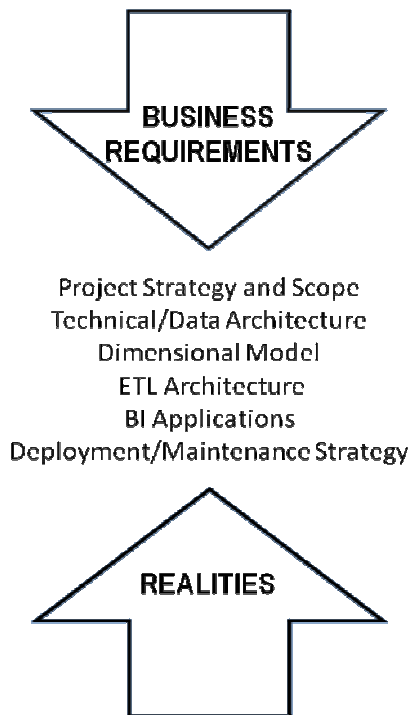 BUSINESS
REQUIREMENTS
Project Strategy and Scope
Technical/Data Architecture
Dimensional Model
ETL Architecture
BI Applications
Deployment/Maintenance Strategy
REALITIES